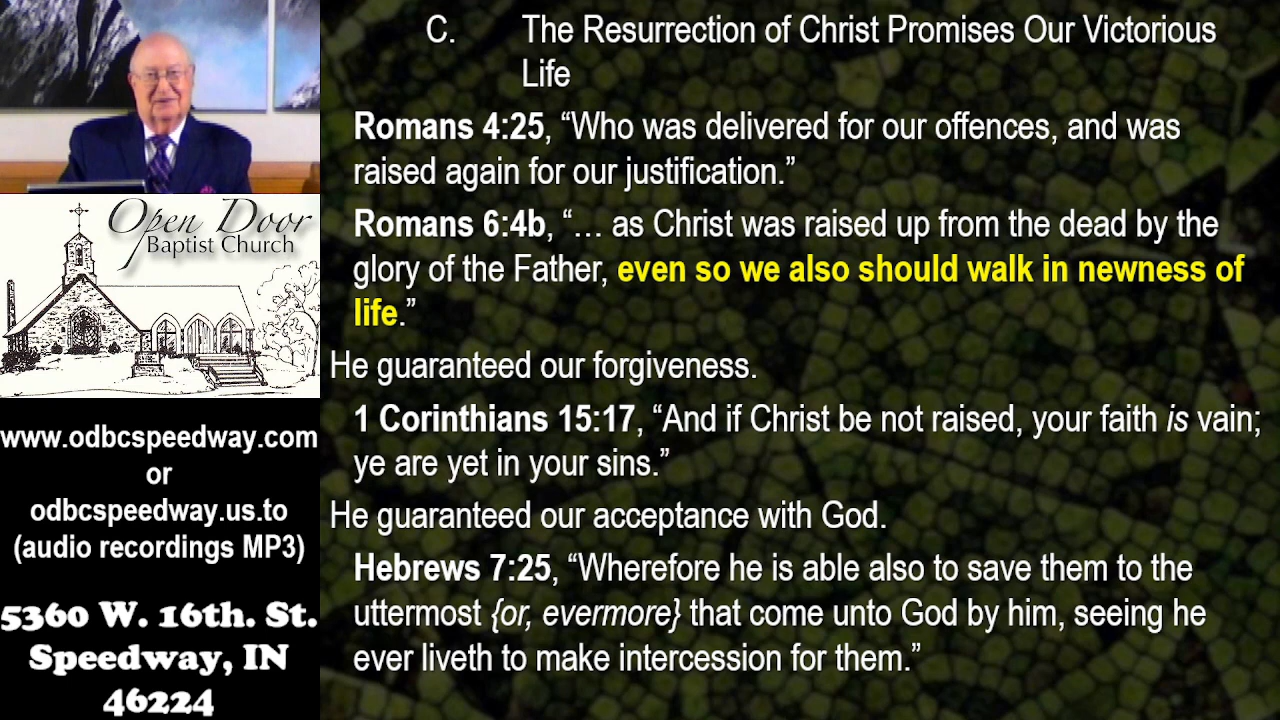 Open Door
Baptist Church
www.odbcspeedway.com
or
odbcspeedway.us.to
(audio recordings MP3)
5360 W. 16th. St.
Speedway, IN
46224
C. The Resurrection of Christ Promises Our Victorious
Life
Romans 4:25, “Who was delivered for our offences, and was
raised again for our justification.”
Romans 6:4b, “… as Christ was raised up from the dead by the
glory of the Father, even so we also should walk in newness of
life.”
He guaranteed our forgiveness.
1 Corinthians 15:17, “And if Christ be not raised, your faith is vain;
ye are yet in your sins.”
He guaranteed our acceptance with God.
Hebrews 7:25, “Wherefore he is able also to save them to the
uttermost {or, evermore} that come unto God by him, seeing he
ever liveth to make intercession for them.”